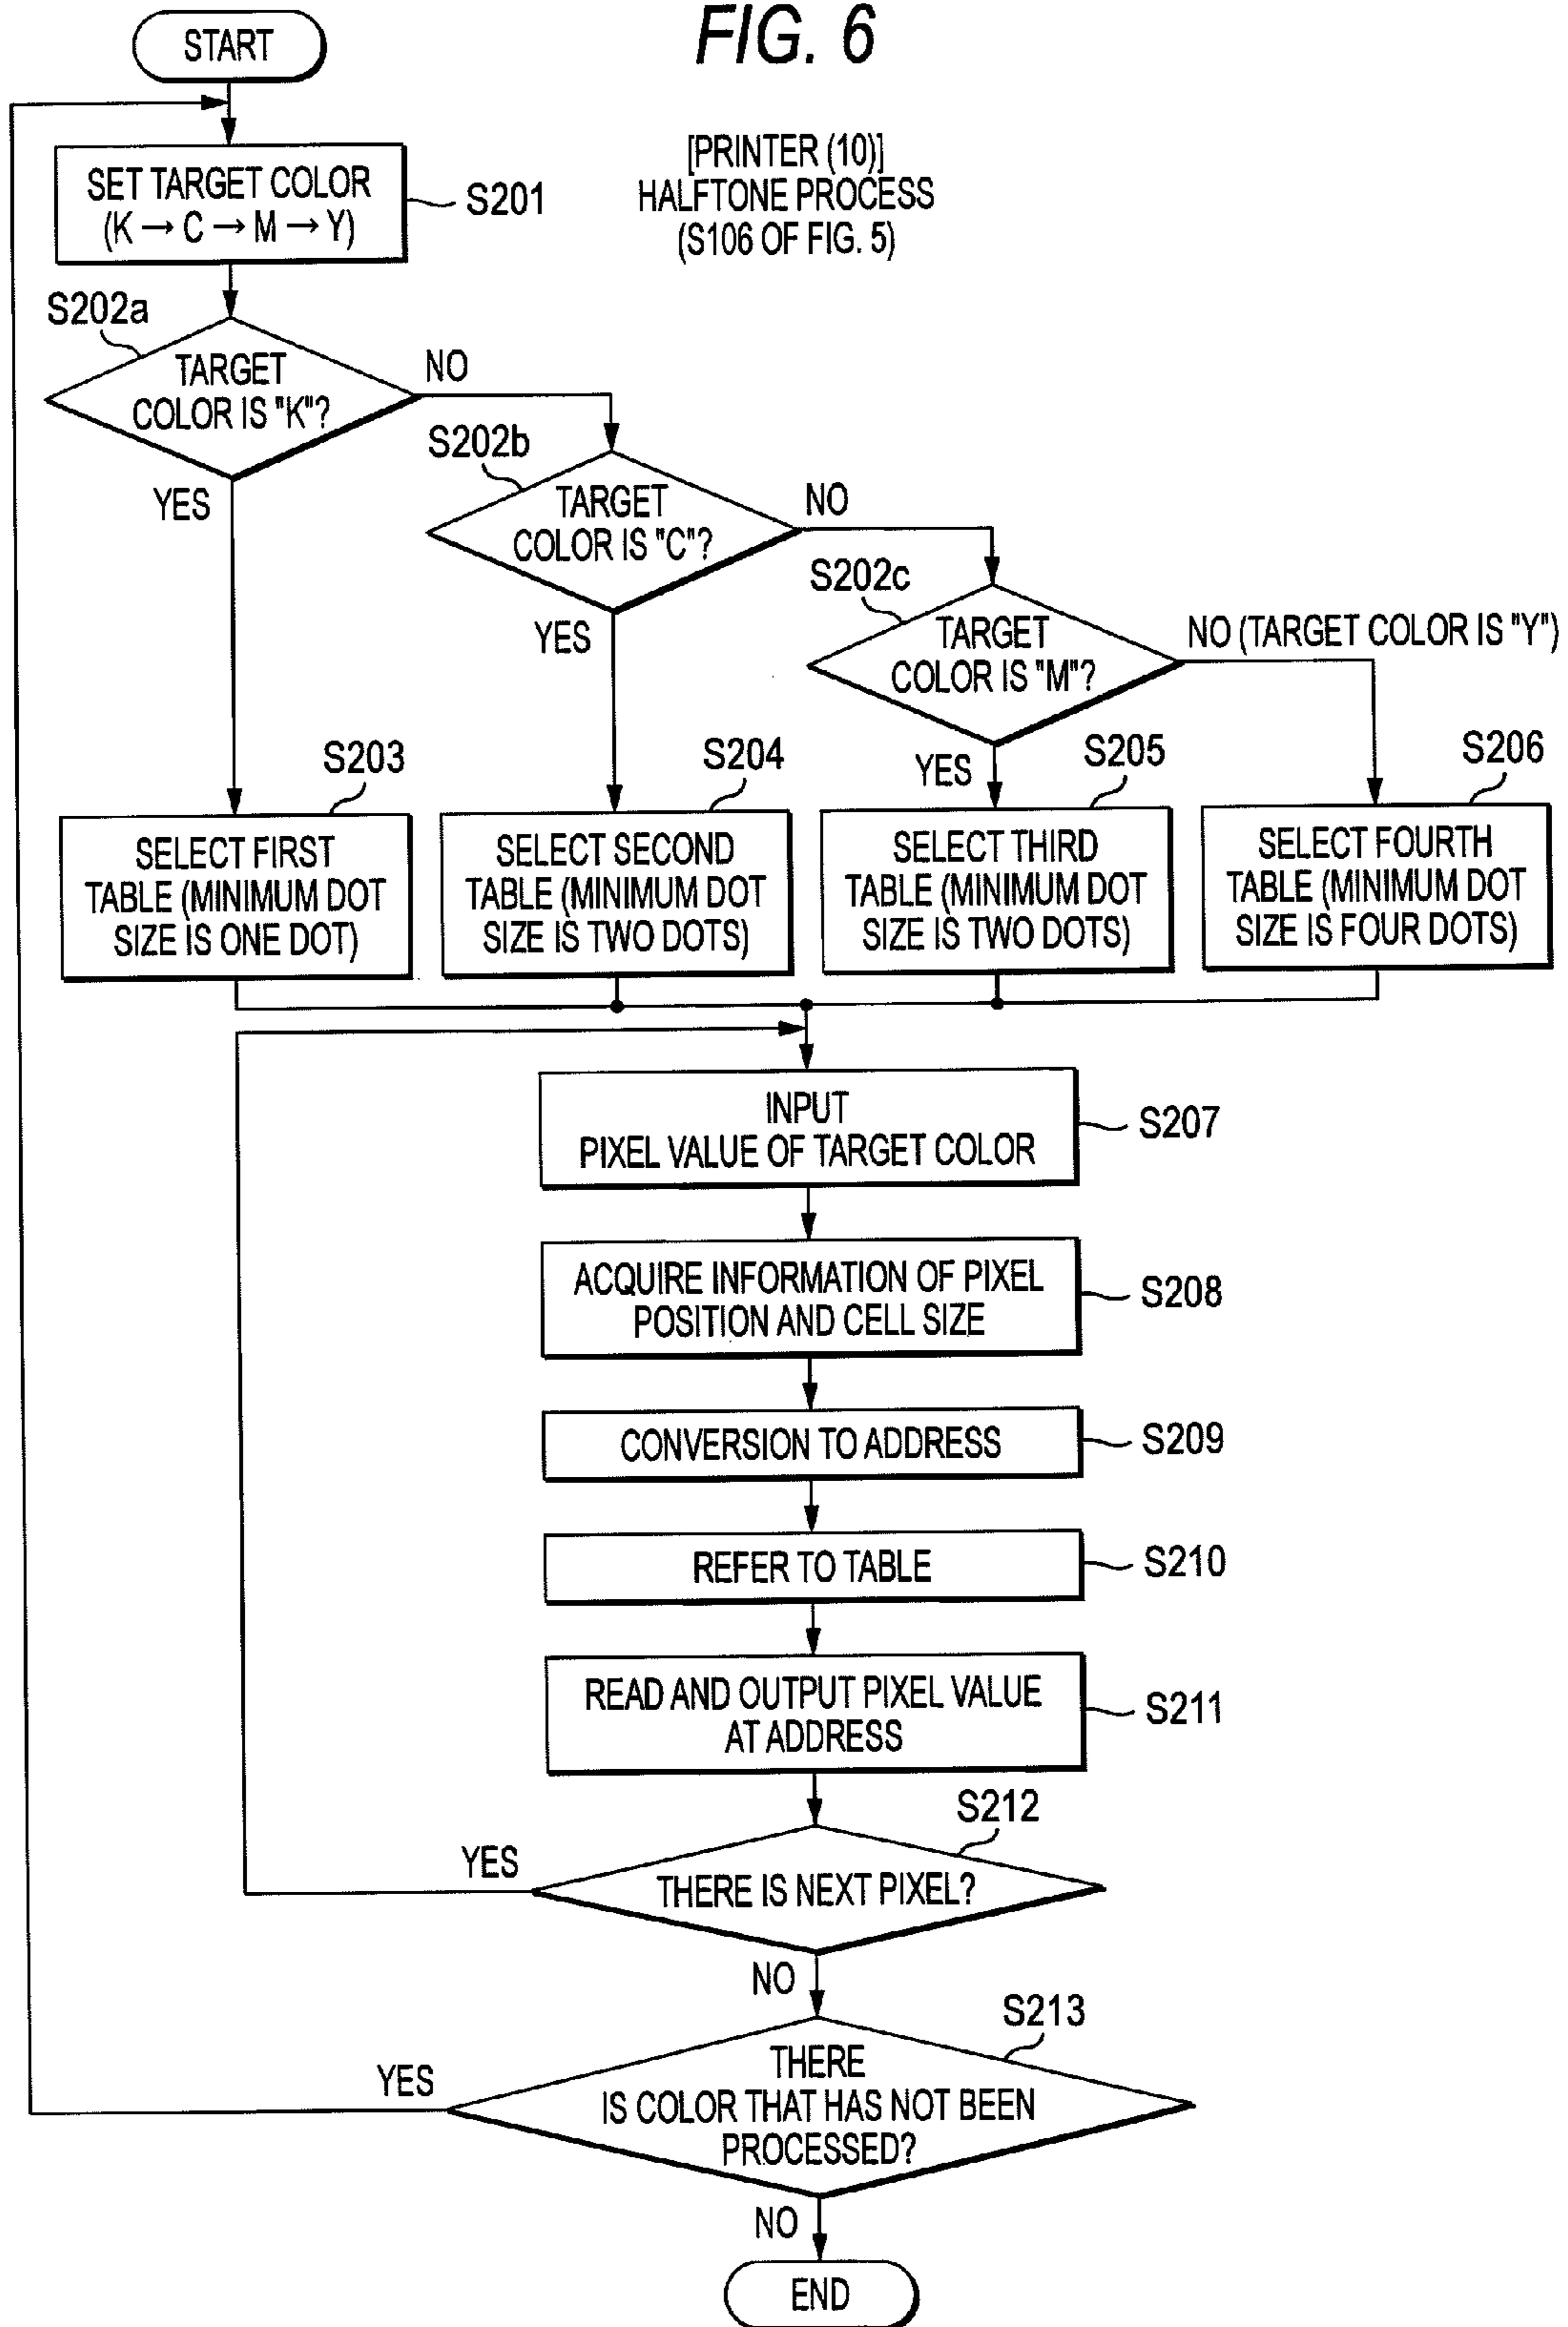 FIG. 6
START
[PRINTER (10)]
HALFTONE PROCESS
(S106 OF FIG. 5)
SET TARGET COLOR
(K → C → M → Y)
S201
S202a
TARGET
COLOR IS "K"?
NO
YES
S202b
TARGET
COLOR IS "C"?
NO
YES
S202c
TARGET
COLOR IS "M"?
NO (TARGET COLOR IS "Y")
YES
S203
SELECT FIRST
TABLE (MINIMUM DOT
SIZE IS ONE DOT)
S204
SELECT SECOND
TABLE (MINIMUM DOT
SIZE IS TWO DOTS)
S205
SELECT THIRD
TABLE (MINIMUM DOT
SIZE IS TWO DOTS)
S206
SELECT FOURTH
TABLE (MINIMUM DOT
SIZE IS FOUR DOTS)
INPUT
PIXEL VALUE OF TARGET COLOR
S207
ACQUIRE INFORMATION OF PIXEL
POSITION AND CELL SIZE
S208
CONVERSION TO ADDRESS
S209
REFER TO TABLE
S210
READ AND OUTPUT PIXEL VALUE
AT ADDRESS
S211
S212
THERE IS NEXT PIXEL?
YES
NO
S213
THERE
IS COLOR THAT HAS NOT BEEN
PROCESSED?
YES
NO
END